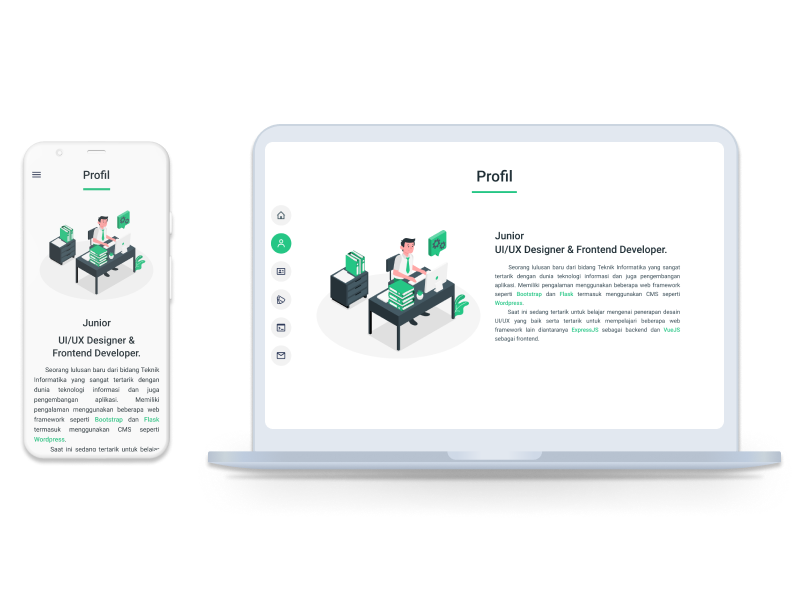 Profil
Junior
UI/UX Designer &
Frontend Developer.
Seorang lulusan baru dari bidang Teknik
Informatika yang sangat tertarik dengan
dunia teknologi informasi dan juga
pengembangan aplikasi. Memiliki
pengalaman menggunakan beberapa web
framework seperti Bootstrap dan Flask
termasuk menggunakan CMS seperti
Wordpress.
Saat ini sedang tertarik untuk belajar
Profil
Junior
UI/UX Designer & Frontend Developer.
Seorang lulusan baru dari bidang Teknik Informatika yang sangat
tertarik dengan dunia teknologi informasi dan juga pengembangan
aplikasi. Memiliki pengalaman menggunakan beberapa web framework
seperti Bootstrap dan Flask termasuk menggunakan CMS seperti
Wordpress.
Saat ini sedang tertarik untuk belajar mengenai penerapan desain
UI/UX yang baik serta tertarik untuk mempelajari beberapa web
framework lain diantaranya ExpressJS sebagai backend dan VueJS
sebagai frontend.